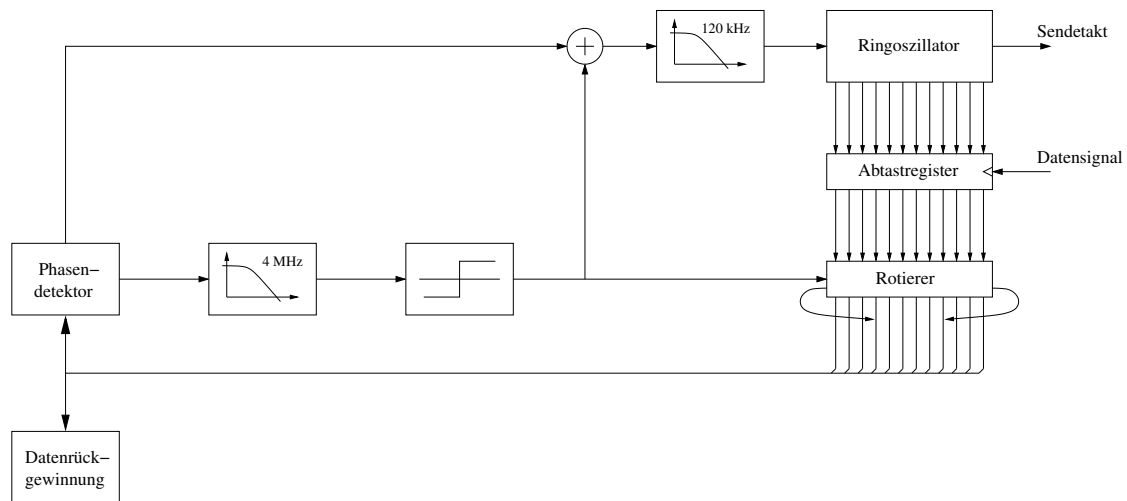 120 kHz
Ringoszillator
Sendetakt
+
Abtastregister
Datensignal
Phasen-
detektor
4 MHz
Rotierer
Datenrück-
gewinnung